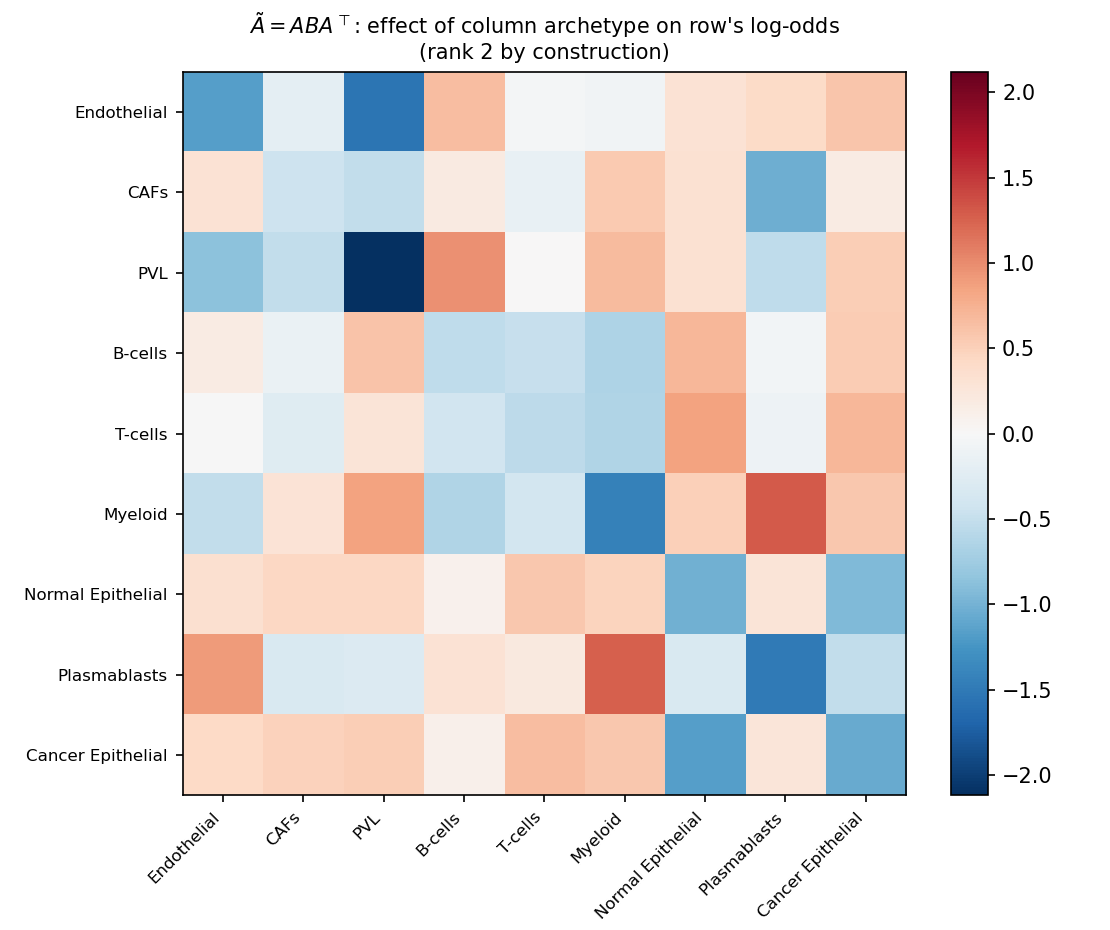 Ã = ABA ⊤ : effect of column archetype on row's log-odds
(rank 2 by construction)
Endothelial
CAFs
PVL
B-cells
T-cells
Myeloid
Normal Epithelial
Plasmablasts
Cancer Epithelial
Endothelial
CAFs
PVL
B-cells
T-cells
Myeloid
Normal Epithelial
Plasmablasts
Cancer Epithelial
2.0
1.5
1.0
0.5
0.0
−0.5
−1.0
−1.5
−2.0